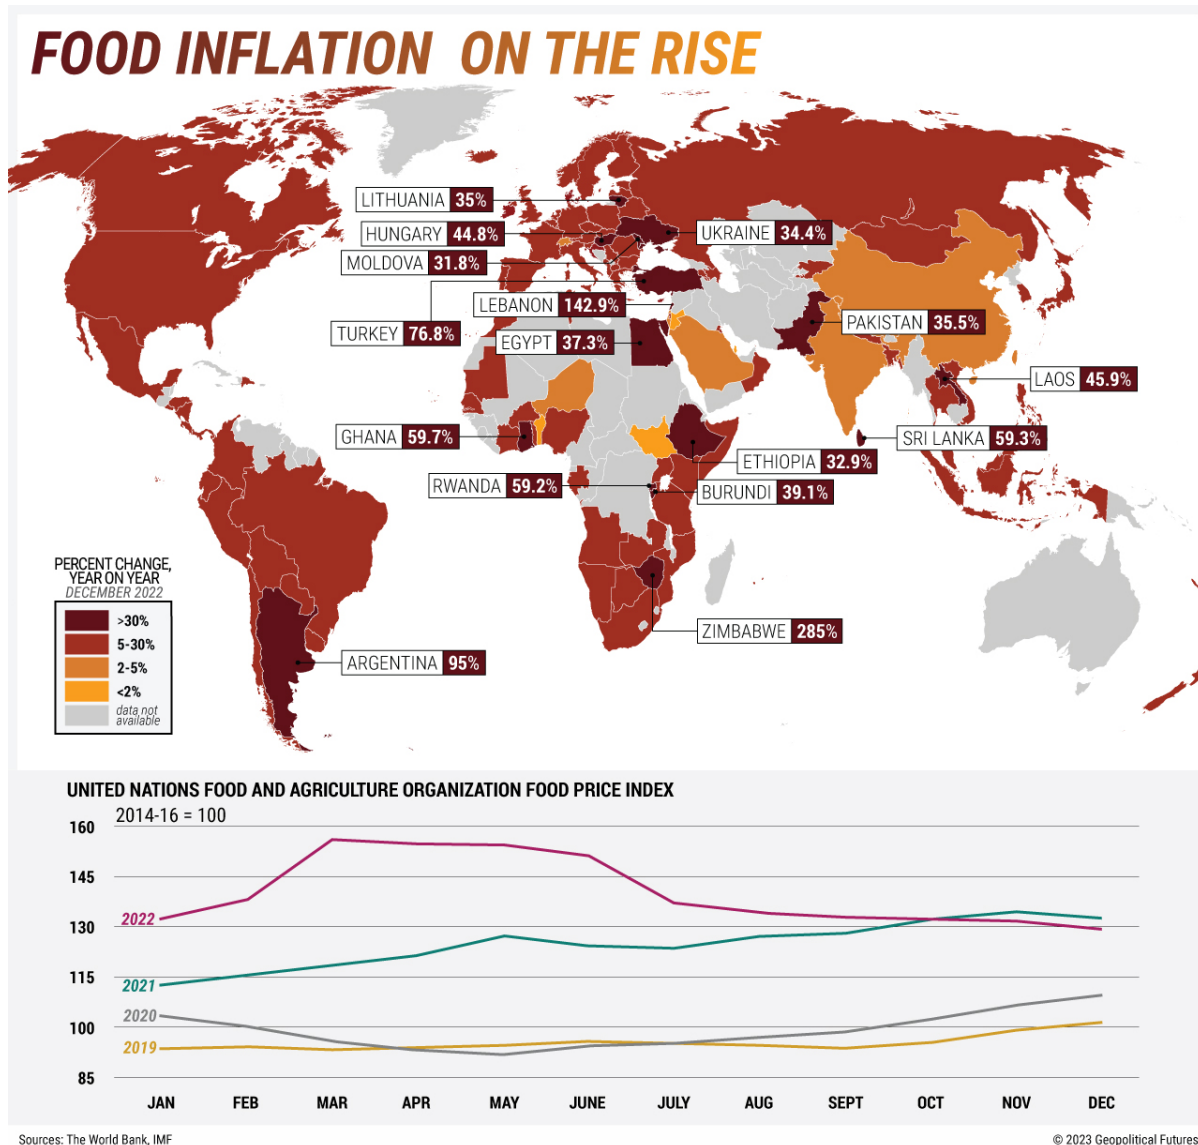 FOOD INFLATION ON THE RISE
LITHUANIA 35%
HUNGARY 44.8%
UKRAINE 34.4%
MOLDOVA 31.8%
LEBANON 142.9%
TURKEY 76.8%
EGYPT 37.3%
PAKISTAN 35.5%
LAOS 45.9%
GHANA 59.7%
SRI LANKA 59.3%
ETHIOPIA 32.9%
RWANDA 59.2%
BURUNDI 39.1%
ZIMBABWE 285%
ARGENTINA 95%
PERCENT CHANGE,
YEAR ON YEAR
DECEMBER 2022
>30%
5-30%
2-5%
<2%
data not
available
UNITED NATIONS FOOD AND AGRICULTURE ORGANIZATION FOOD PRICE INDEX
2014-16 = 100
160
145
130
115
100
85
2022
2021
2020
2019
JAN FEB MAR APR MAY JUNE JULY AUG SEPT OCT NOV DEC
Sources: The World Bank, IMF
© 2023 Geopolitical Futures